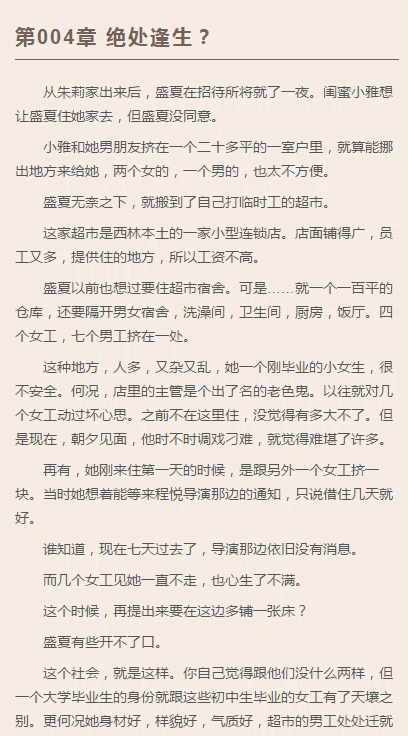 第004章 绝处逢生？
从朱莉家出来后，盛夏在招待所将就了一夜。闺蜜小雅想
让盛夏住她家去，但盛夏没同意。
小雅和她男朋友挤在一个二十多平的一室户里，就算能挪
出地方来给她，两个女的，一个男的，也太不方便。
盛夏无奈之下，就搬到了自己打临时工的超市。
这家超市是西林本土的一家小型连锁店。店面铺得广，员
工又多，提供住的地方，所以工资不高。
盛夏以前也想过要住超市宿舍。可是……就一个一百平的
仓库，还要隔开男女宿舍，洗澡间，卫生间，厨房，饭厅。四
个女工，七个男工挤在一处。
这种地方，人多，又杂又乱，她一个刚毕业的小女生，很
不安全。何况，店里的主管是个出了名的老色鬼。以往就对几
个女工动过坏心思。之前不在这里住，没觉得有多大不了。但
是现在，朝夕见面，他时不时调戏刁难，就觉得难堪了许多。
再有，她刚来住第一天的时候，是跟另外一个女工挤一
块。当时她想着能等来程悦导演那边的通知，只说借住几天就
好。
谁知道，现在七天过去了，导演那边依旧没有消息。
而几个女工见她一直不走，也心生了不满。
这个时候，再提出来要在这边多铺一张床？
盛夏有些开不了口。
这个社会，就是这样。你自己觉得跟他们没什么两样，但
一个大学毕业生的身份就跟这些初中生毕业的女工有了天壤之
别。更何况她身材好，样貌好，气质好，超市的男工处处迁就